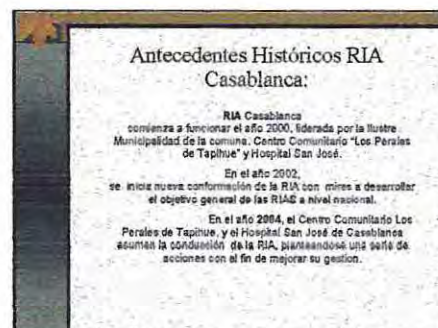 Antecedentes Históricos RIA
Casablanca:
RIA Casablanca
comienza a funcionar el año 2000, liderada por la Ilustre
Municipalidad de la comuna, Centro Comunitario "Los Perales
de Tapihue" y Hospital San José.
En el año 2002,
se inicia nueva conformación de la RIA con miras a desarrollar
el objetivo general de las RIAS a nivel nacional.
En el año 2004, el Centro Comunitario Los
Perales de Tapihue, y el Hospital San José de Casablanca
asumen la conducción de la RIA, planteandose una serie de
acciones con el fin de mejorar su gestion.